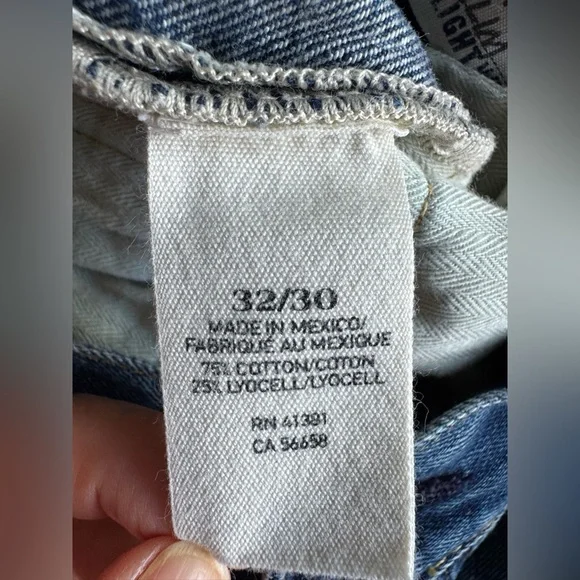 32/30
MADE IN MEXICO/
FABRIQUÉ AU MEXIQUE
75% COTTON/COTON
25% LYOCELL/LYOCELL
RN 41381
CA 56658